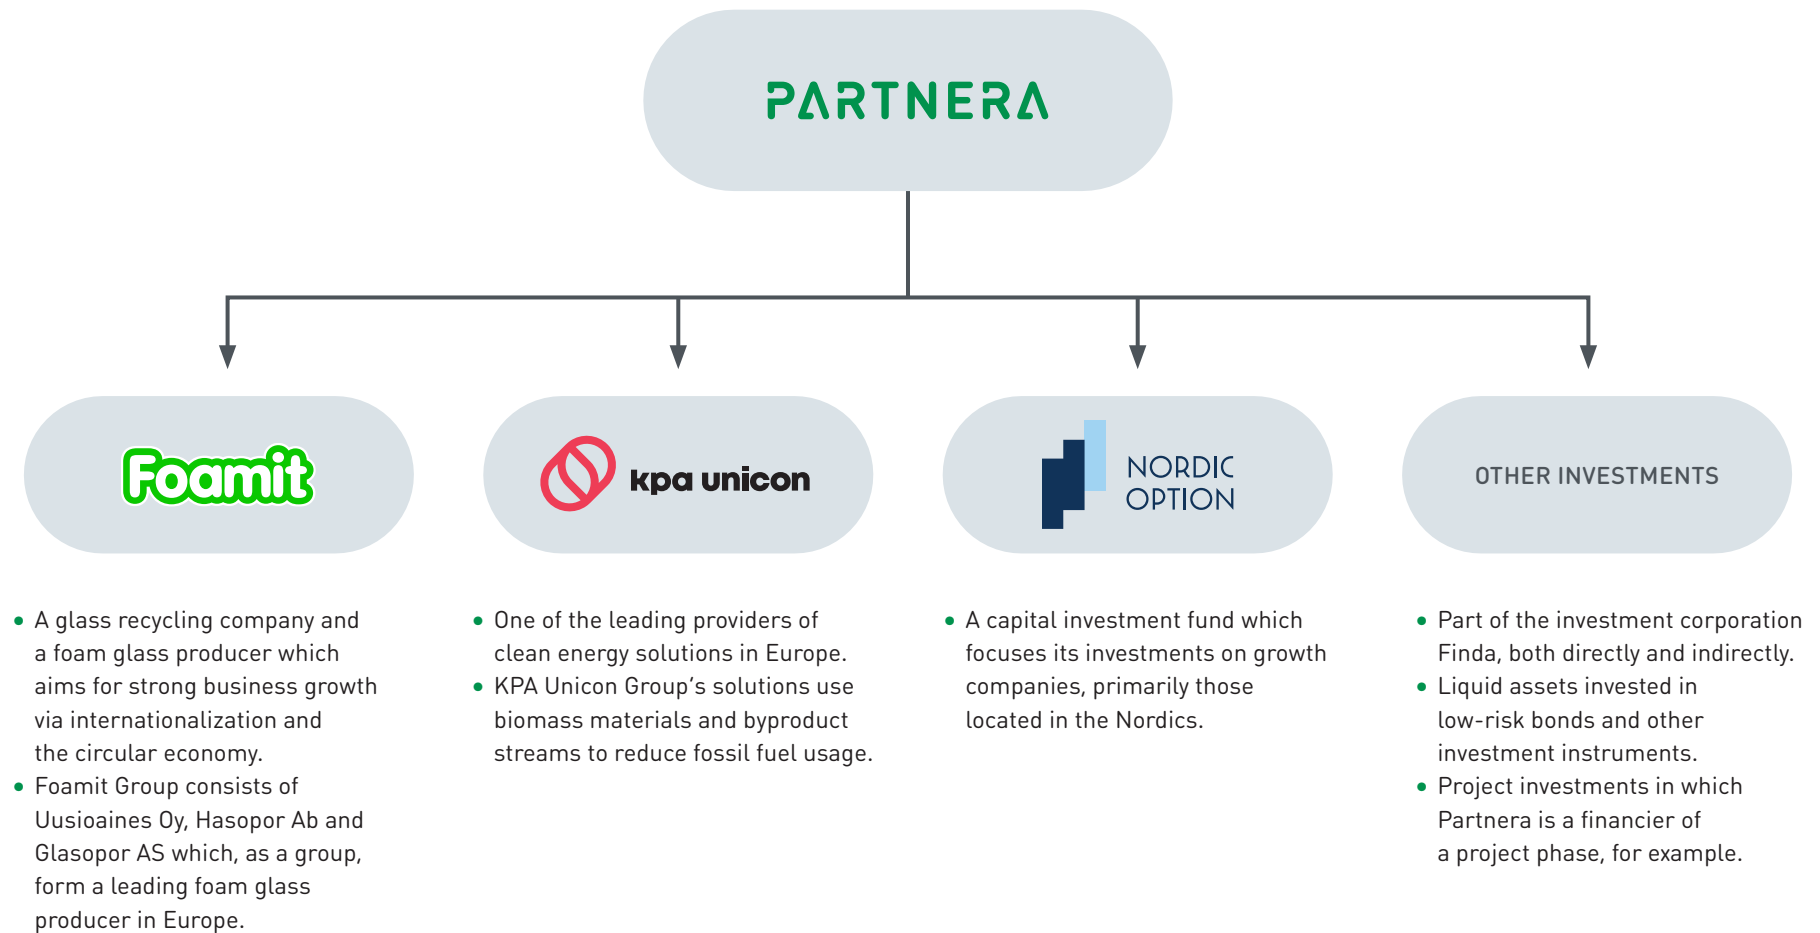 PARTNERA
Foamit
kpa unicon
NORDIC
OPTION
OTHER INVESTMENTS
• A glass recycling company and
a foam glass producer which
aims for strong business growth
via internationalization and
the circular economy.
• Foamit Group consists of
Uusioaines Oy, Hasopor Ab and
Glasopor AS which, as a group,
form a leading foam glass
producer in Europe.
• One of the leading providers of
clean energy solutions in Europe.
• KPA Unicon Group’s solutions use
biomass materials and byproduct
streams to reduce fossil fuel usage.
• A capital investment fund which
focuses its investments on growth
companies, primarily those
located in the Nordics.
• Part of the investment corporation
Finda, both directly and indirectly.
• Liquid assets invested in
low-risk bonds and other
investment instruments.
• Project investments in which
Partnera is a financier of
a project phase, for example.